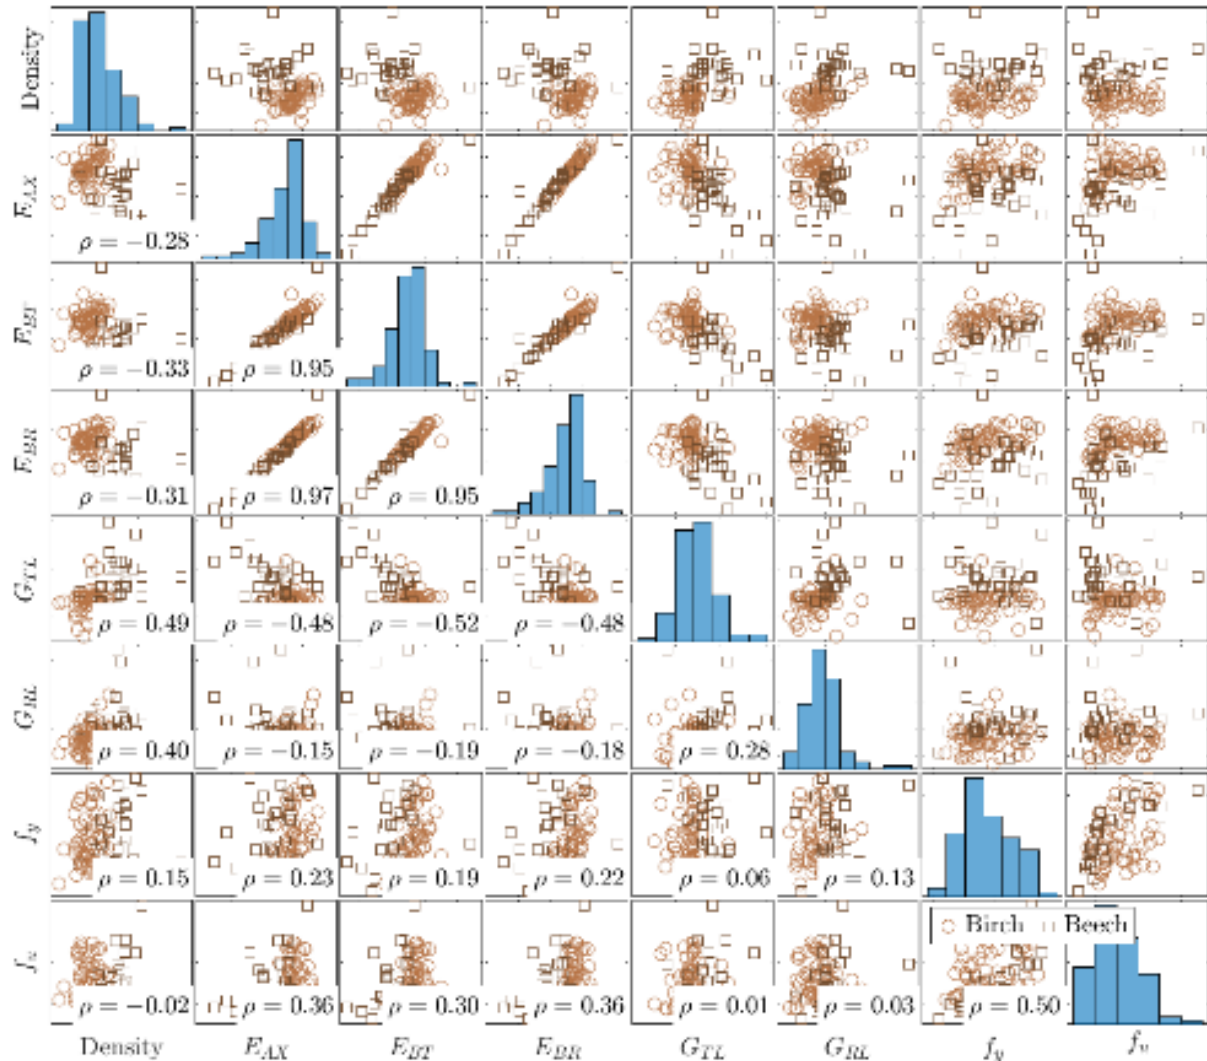 Density
E_AX
ρ = −0.28
E_BT
ρ = −0.33 ρ = 0.95
E_BR
ρ = −0.31 ρ = 0.97 ρ = 0.95
G_TL
ρ = 0.49 ρ = −0.48 ρ = −0.52 ρ = −0.48
G_RL
ρ = 0.40 ρ = −0.15 ρ = −0.19 ρ = −0.18 ρ = 0.28
f_y
ρ = 0.15 ρ = 0.23 ρ = 0.19 ρ = 0.22 ρ = 0.06 ρ = 0.13
Birch Beech
f_u
ρ = −0.02 ρ = 0.36 ρ = 0.30 ρ = 0.36 ρ = 0.01 ρ = 0.03 ρ = 0.50
Density E_AX E_BT E_BR G_TL G_RL f_y f_u